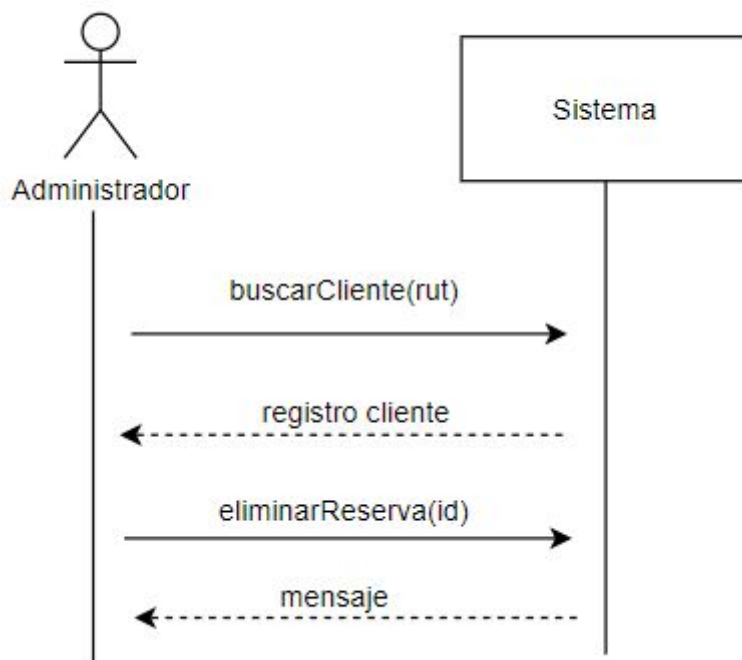 Sistema
Administrador
buscarCliente(rut)
registro cliente
eliminarReserva(id)
mensaje